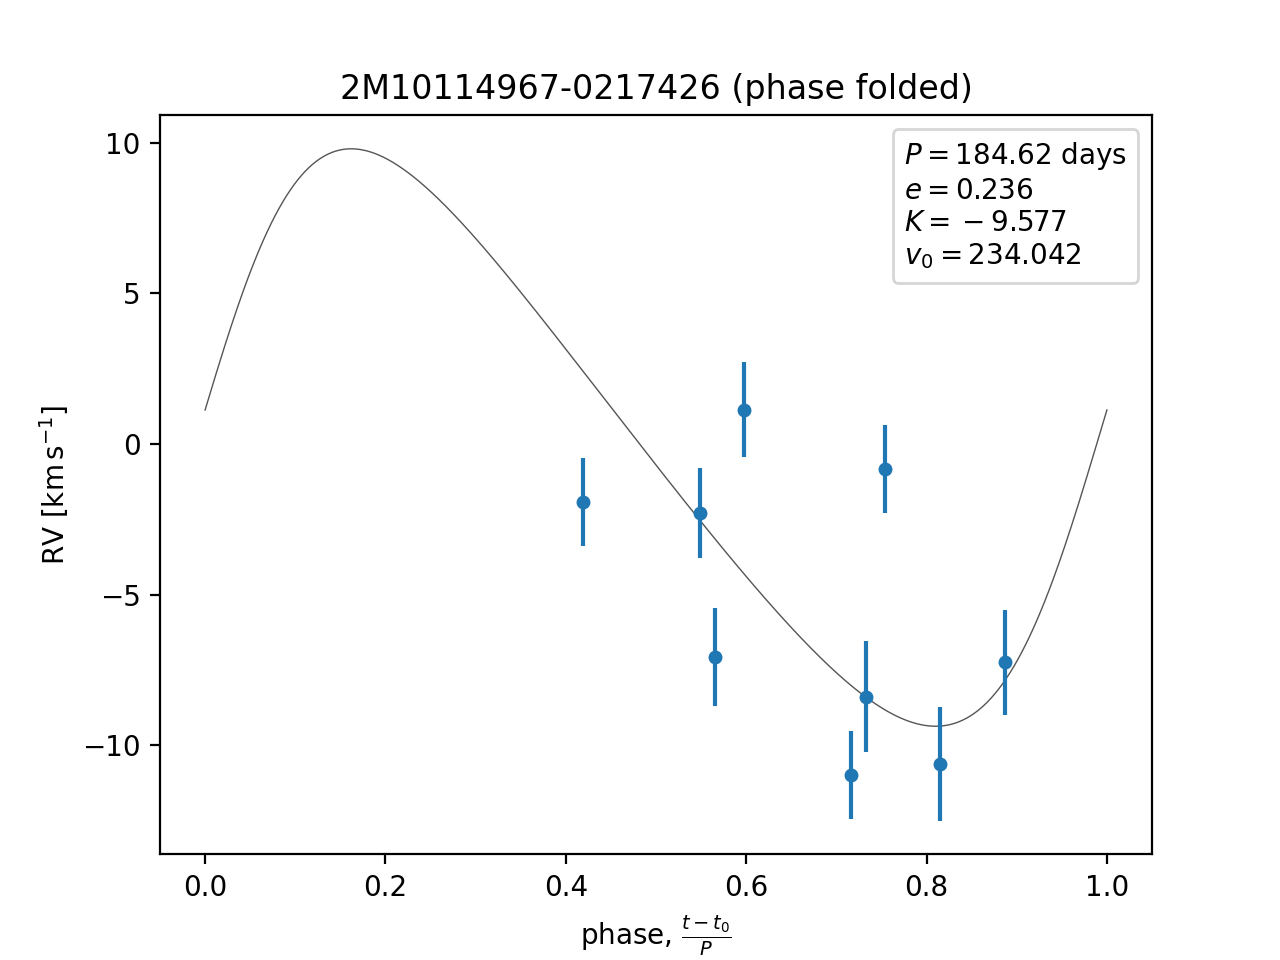 2M10114967-0217426 (phase folded)
P = 184.62 days
e = 0.236
K = −9.577
v₀ = 234.042
10
5
0
−5
−10
RV [km s⁻¹]
0.0 0.2 0.4 0.6 0.8 1.0
phase, (t − t₀)/P